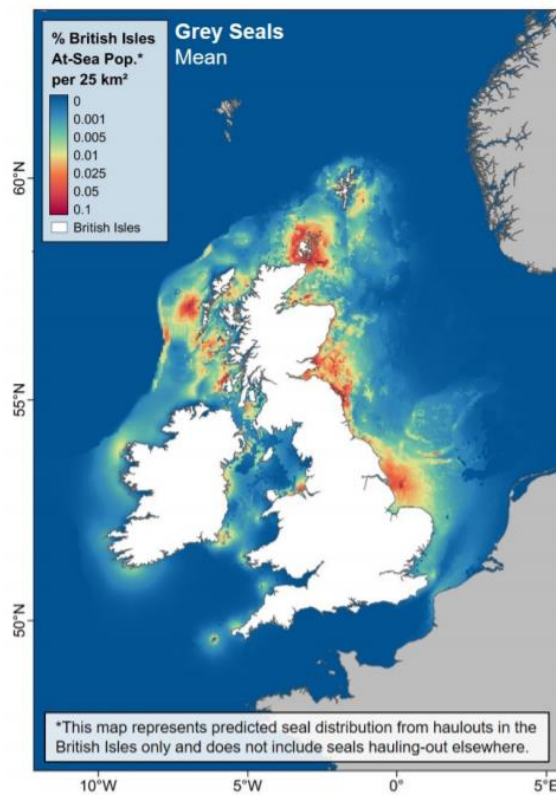 % British Isles
At-Sea Pop.*
per 25 km²
0
0.001
0.005
0.01
0.025
0.05
0.1
British Isles
Grey Seals
Mean
60°N
55°N
50°N
*This map represents predicted seal distribution from haulouts in the
British Isles only and does not include seals hauling-out elsewhere.
10°W
5°W
0°
5°E